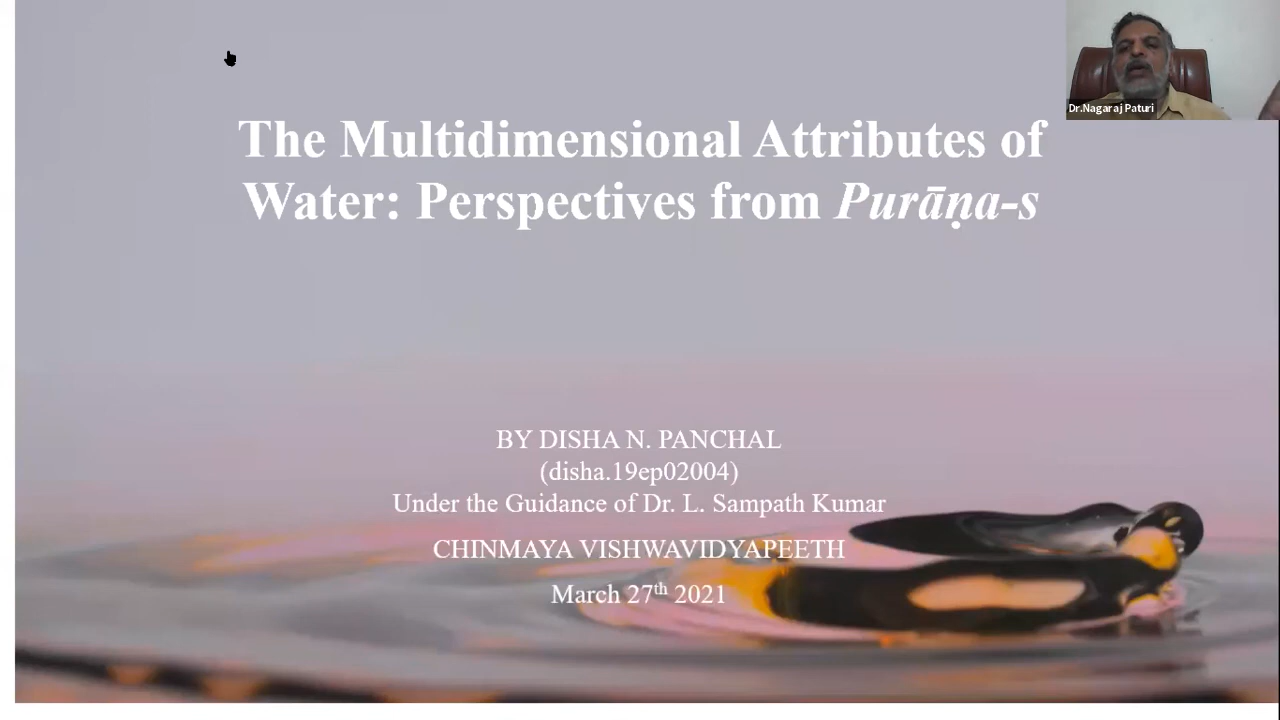 Dr.Nagaraj Paturi
The Multidimensional Attributes of
Water: Perspectives from Purāṇa-s
BY DISHA N. PANCHAL
(disha.19ep02004)
Under the Guidance of Dr. L. Sampath Kumar
CHINMAYA VISHWAVIDYAPEETH
March 27th 2021